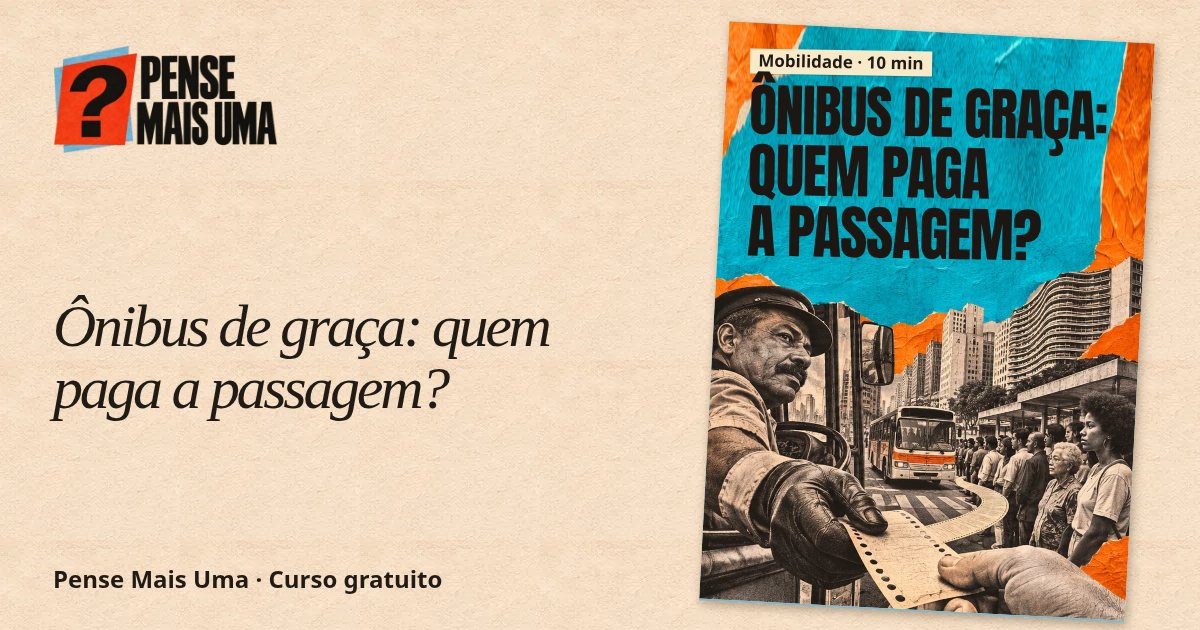 ?
PENSE
MAIS UMA
Ônibus de graça: quem
paga a passagem?
Pense Mais Uma · Curso gratuito
Mobilidade · 10 min
ÔNIBUS DE GRAÇA:
QUEM PAGA
A PASSAGEM?